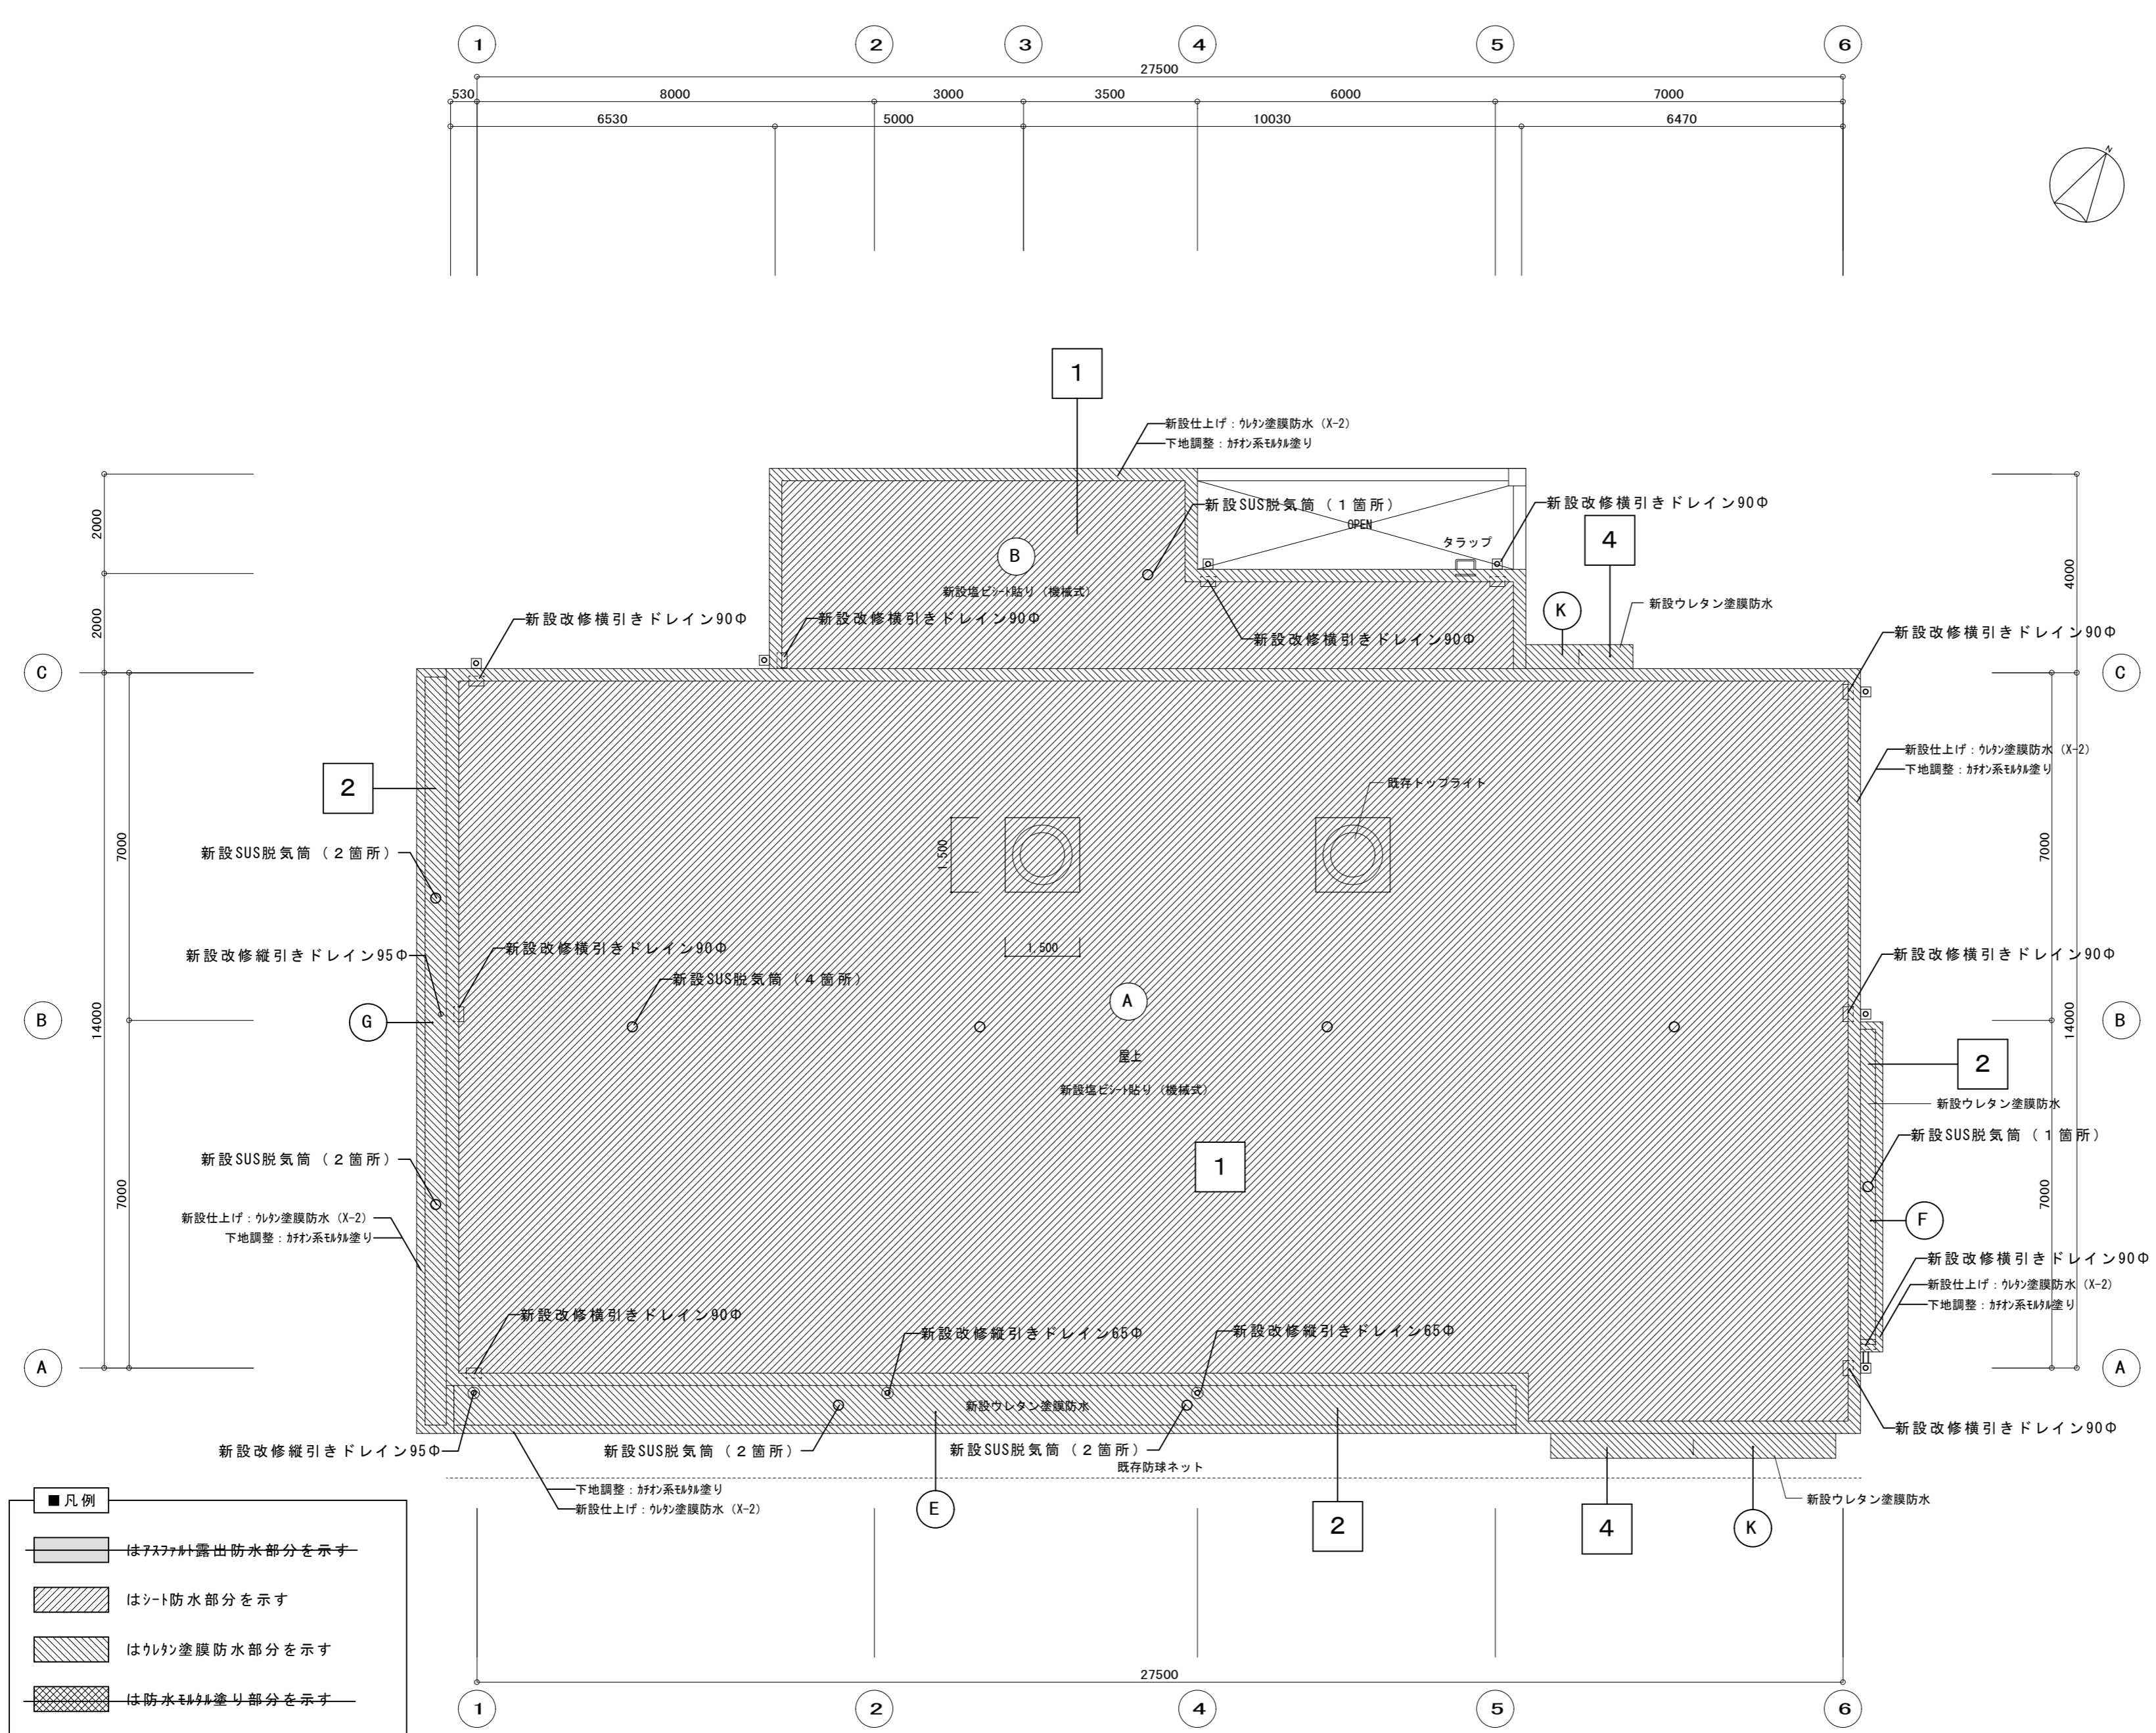 1
2
3
4
5
6
27500
530
8000
3000
3500
6000
7000
6530
5000
10030
6470
N
1
新設仕上げ：ｳﾚﾀﾝ塗膜防水（X-2）
下地調整：ｶﾁｵﾝ系ﾓﾙﾀﾙ塗り
新設SUS脱気筒（１箇所）
OPEN
タラップ
新設改修横引きドレイン90Φ
4
B
新設塩ビｼｰﾄ貼り（機械式）
K
新設ウレタン塗膜防水
新設改修横引きドレイン90Φ
新設改修横引きドレイン90Φ
新設改修横引きドレイン90Φ
新設改修横引きドレイン90Φ
2000
2000
4000
C
C
新設仕上げ：ｳﾚﾀﾝ塗膜防水（X-2）
下地調整：ｶﾁｵﾝ系ﾓﾙﾀﾙ塗り
2
既存トップライト
7000
1,500
7000
新設SUS脱気筒（２箇所）
新設改修縦引きドレイン95Φ
新設改修横引きドレイン90Φ
1,500
新設改修横引きドレイン90Φ
新設SUS脱気筒（４箇所）
A
B
14000
G
14000
B
屋上
新設塩ビｼｰﾄ貼り（機械式）
2
新設ウレタン塗膜防水
新設SUS脱気筒（１箇所）
新設SUS脱気筒（２箇所）
1
7000
7000
新設仕上げ：ｳﾚﾀﾝ塗膜防水（X-2）
下地調整：ｶﾁｵﾝ系ﾓﾙﾀﾙ塗り
F
新設改修横引きドレイン90Φ
新設仕上げ：ｳﾚﾀﾝ塗膜防水（X-2）
下地調整：ｶﾁｵﾝ系ﾓﾙﾀﾙ塗り
新設改修横引きドレイン90Φ
新設改修縦引きドレイン65Φ
新設改修縦引きドレイン65Φ
A
A
新設ウレタン塗膜防水
新設改修横引きドレイン90Φ
新設改修縦引きドレイン95Φ
新設SUS脱気筒（２箇所）
新設SUS脱気筒（２箇所）
既存防球ネット
下地調整：ｶﾁｵﾝ系ﾓﾙﾀﾙ塗り
新設仕上げ：ｳﾚﾀﾝ塗膜防水（X-2）
E
2
4
K
新設ウレタン塗膜防水
■凡例
はｱｽﾌｧﾙﾄ露出防水部分を示す
はｼｰﾄ防水部分を示す
はｳﾚﾀﾝ塗膜防水部分を示す
は防水ﾓﾙﾀﾙ塗り部分を示す
27500
1
2
4
5
6